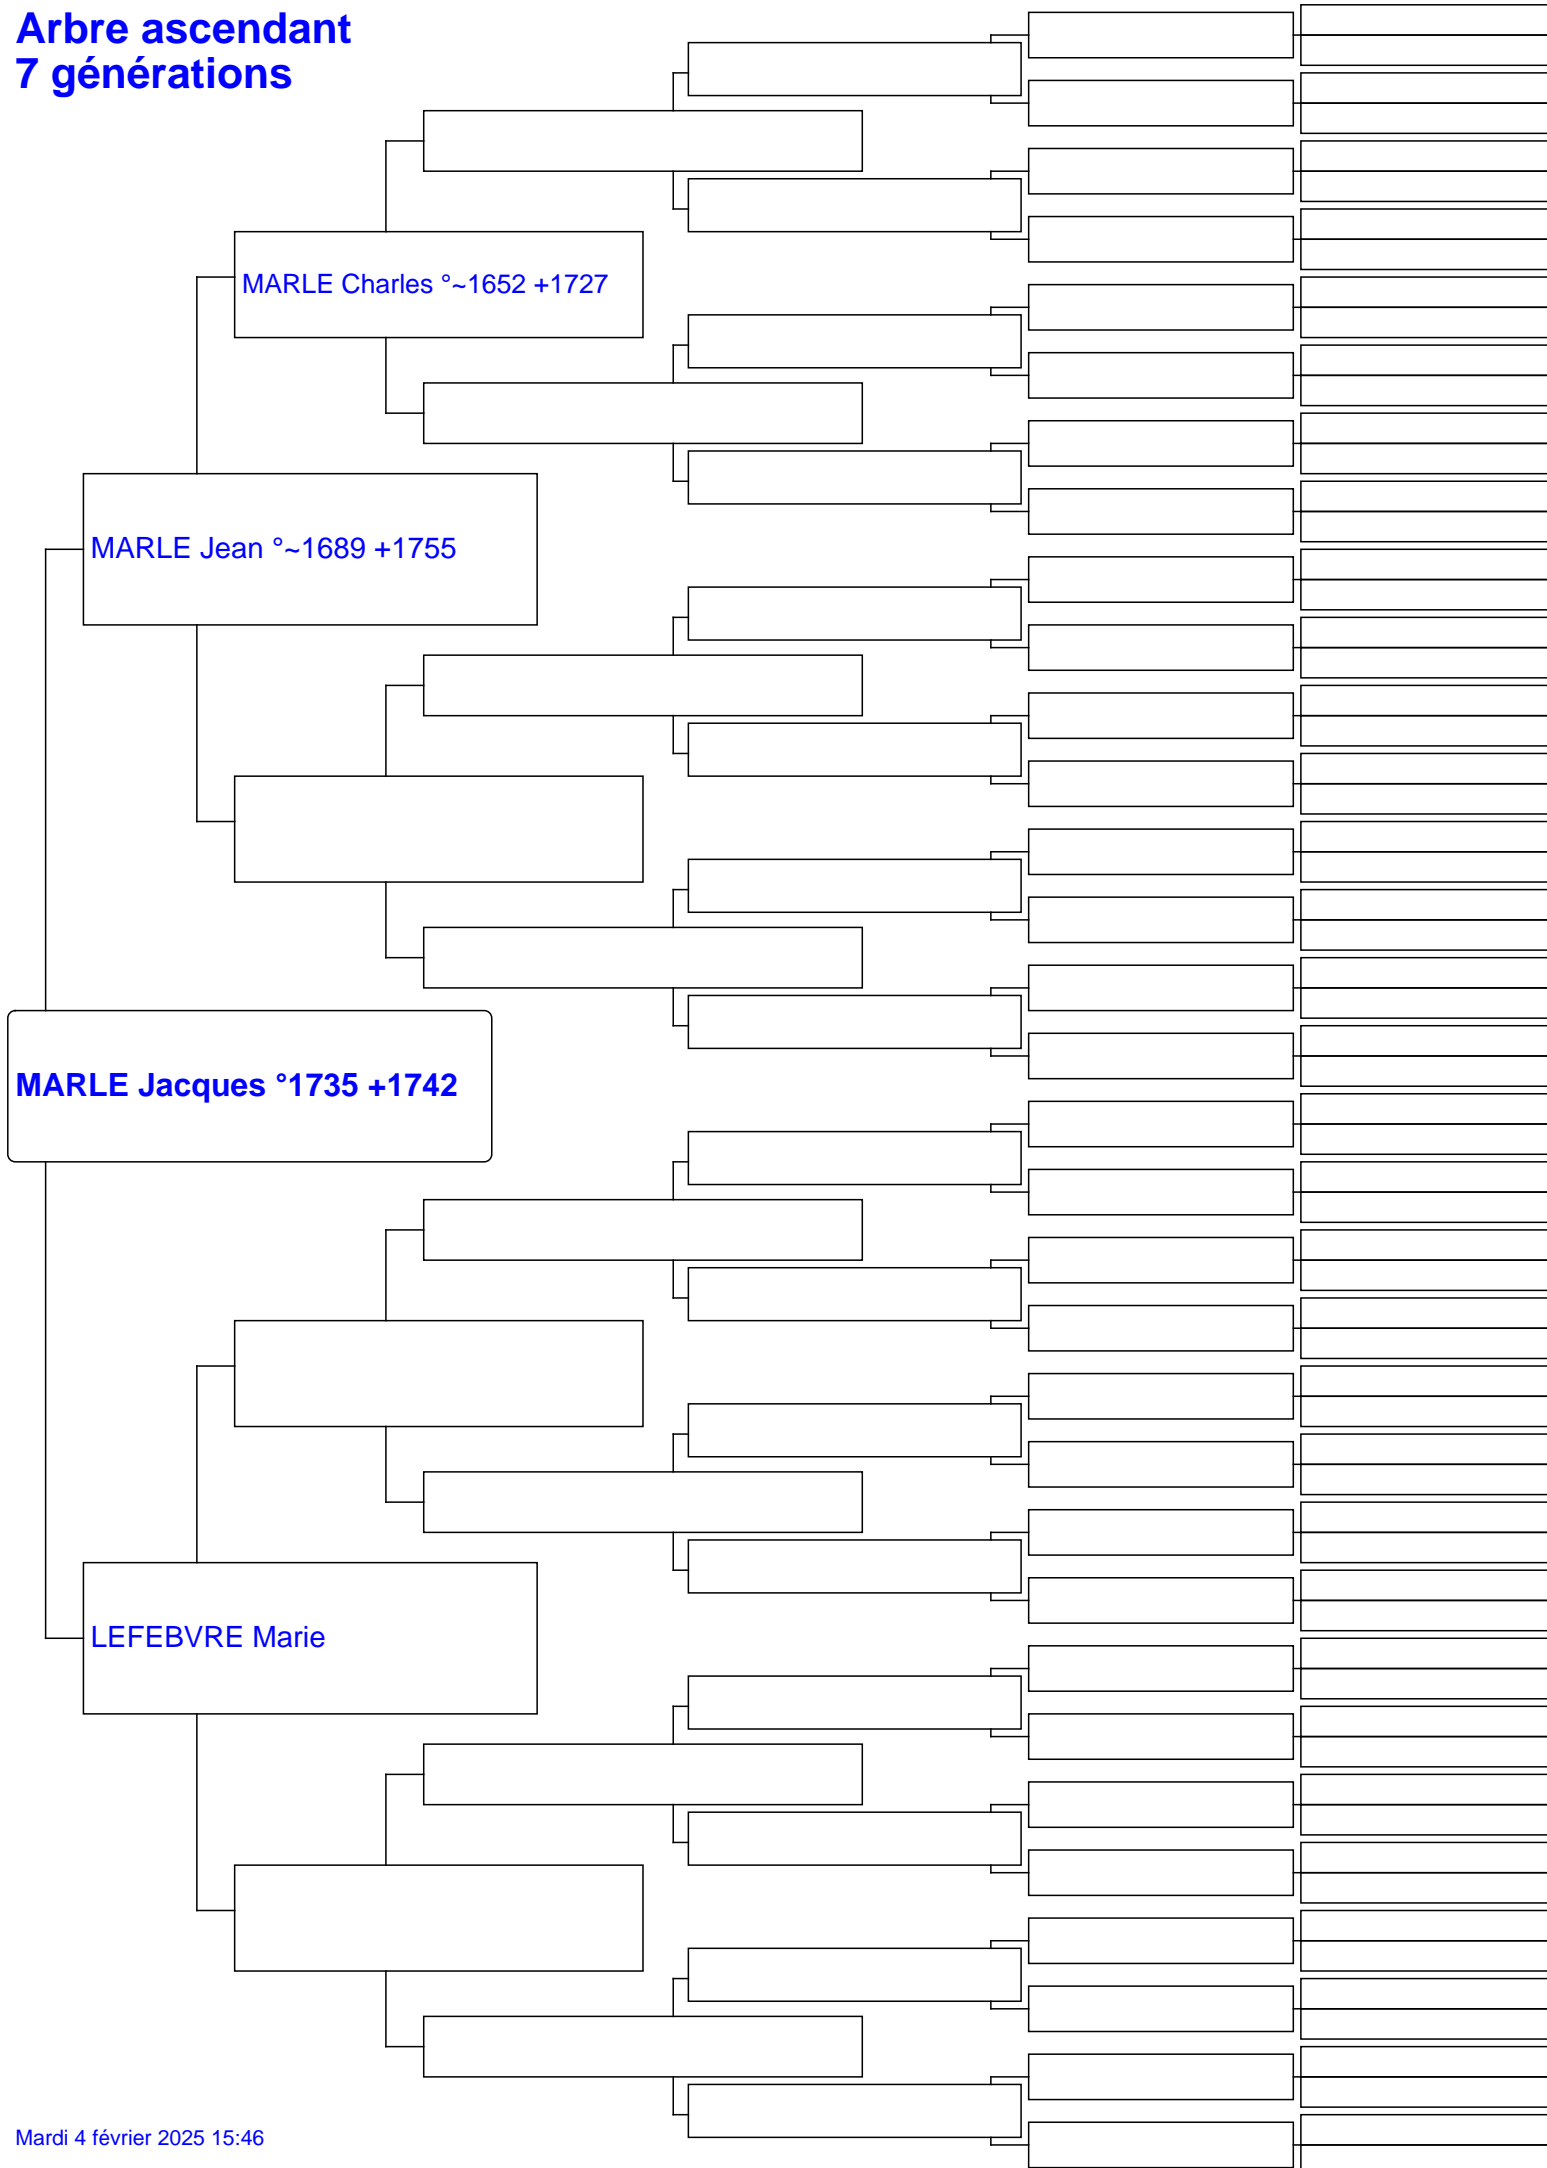 Arbre ascendant
7 générations
MARLE Charles °~1652 +1727
MARLE Jean °~1689 +1755
MARLE Jacques °1735 +1742
LEFEBVRE Marie
Mardi 4 février 2025 15:46